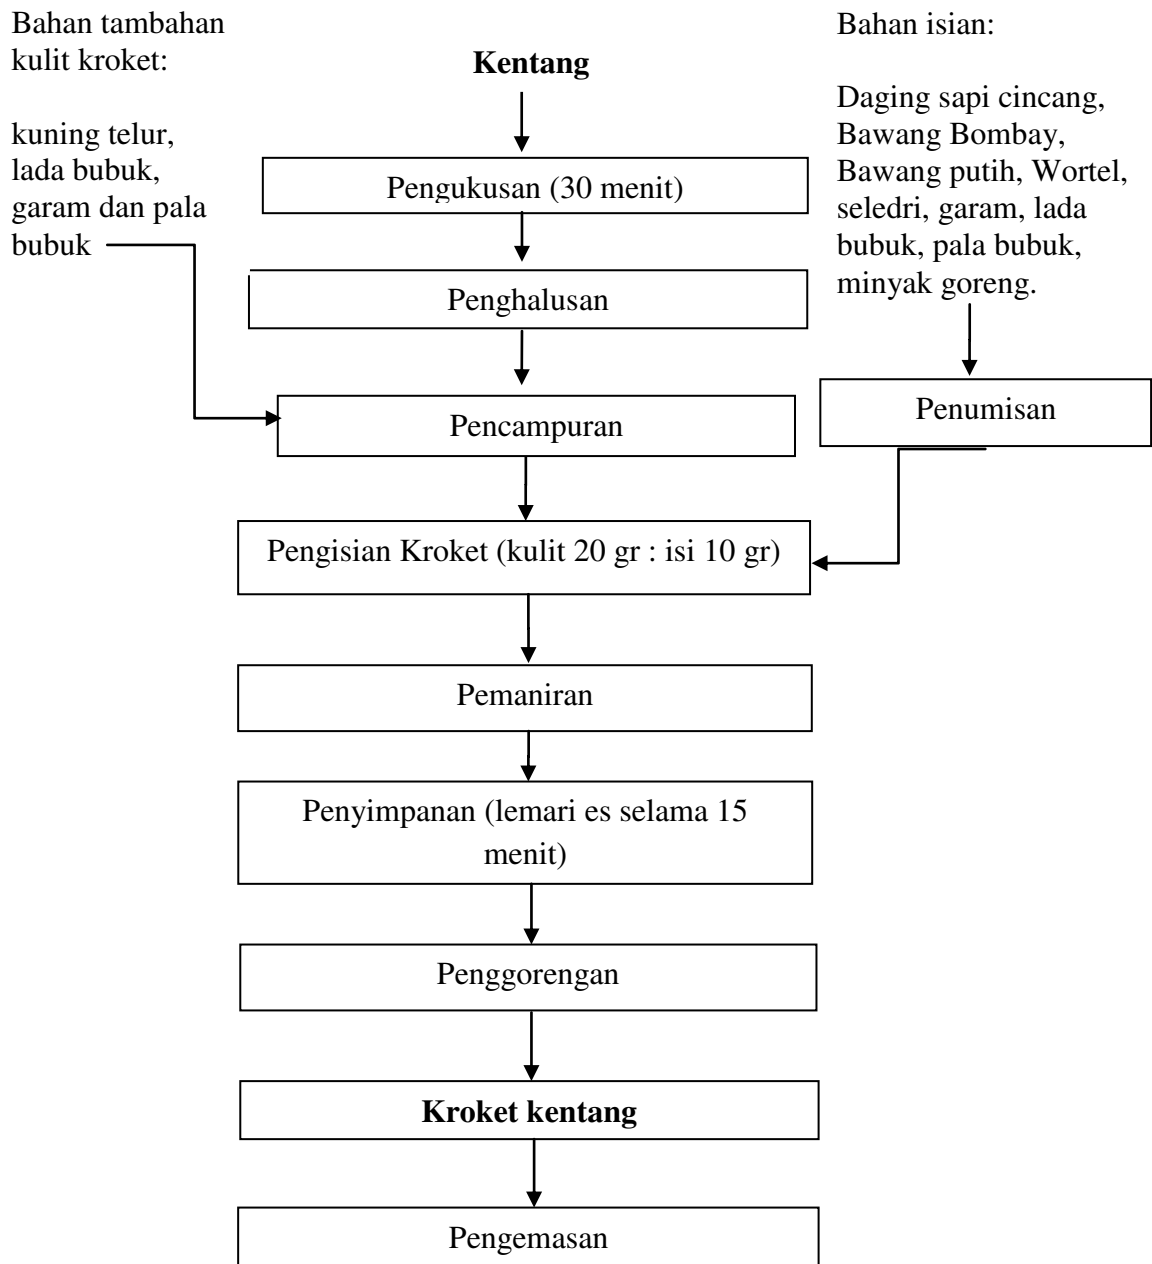 Bahan tambahan
kulit kroket:
kuning telur,
lada bubuk,
garam dan pala
bubuk
Kentang
Pengukusan (30 menit)
Penghalusan
Pencampuran
Bahan isian:
Daging sapi cincang,
Bawang Bombay,
Bawang putih, Wortel,
seledri, garam, lada
bubuk, pala bubuk,
minyak goreng.
Penumisan
Pengisian Kroket (kulit 20 gr : isi 10 gr)
Pemaniran
Penyimpanan (lemari es selama 15
menit)
Penggorengan
Kroket kentang
Pengemasan